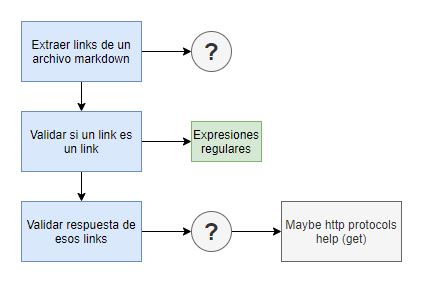 Extraer links de un
archivo markdown
?
Validar si un link es
un link
Expresiones
regulares
Validar respuesta de
esos links
?
Maybe http protocols
help (get)